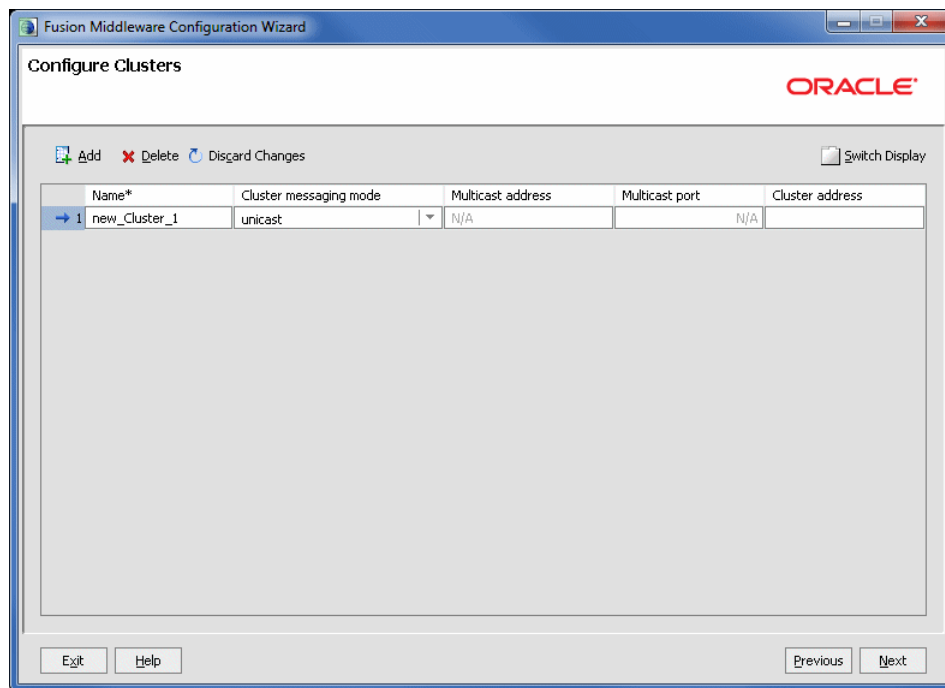 Fusion Middleware Configuration Wizard
Configure Clusters
ORACLE
Add Delete Discard Changes Switch Display
Name* Cluster messaging mode Multicast address Multicast port Cluster address
1 new_Cluster_1 unicast N/A N/A
Exit Help Previous Next